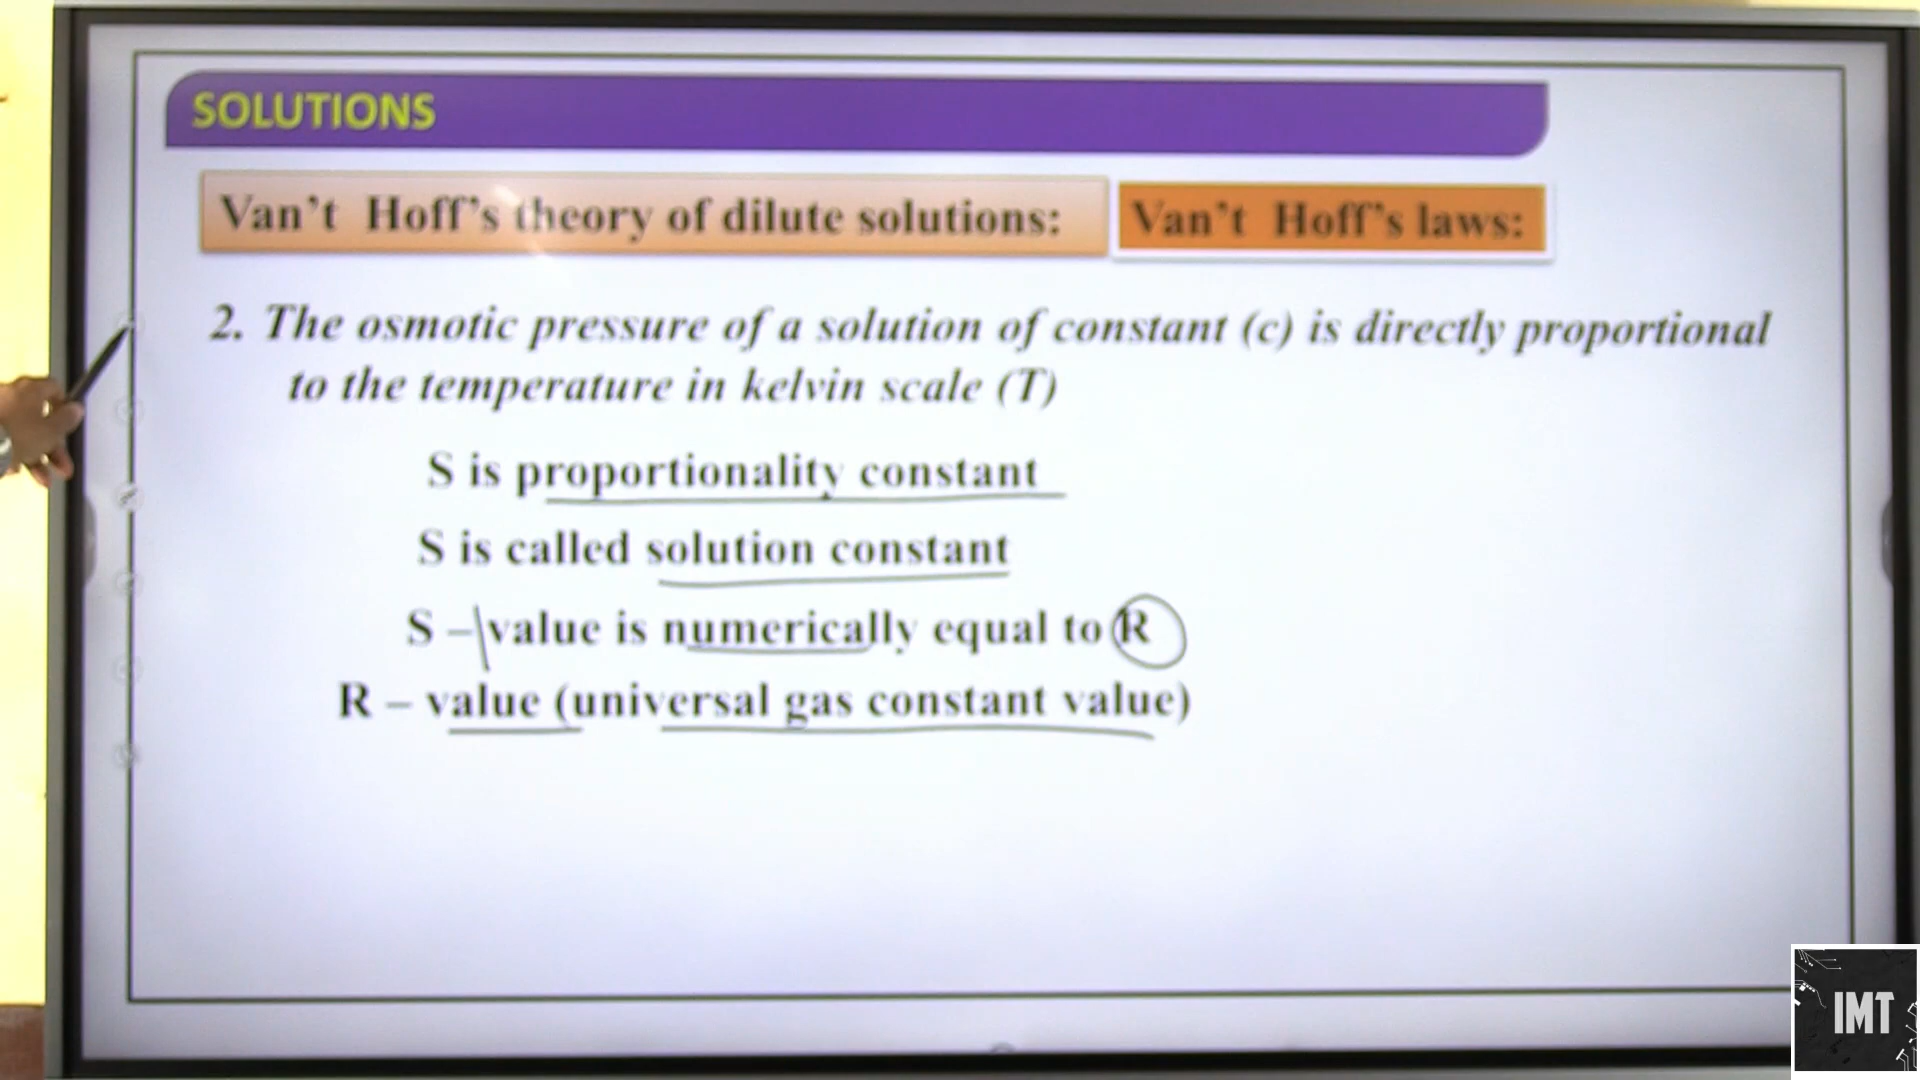 SOLUTIONS
Van't Hoff's theory of dilute solutions: Van't Hoff's laws:
2. The osmotic pressure of a solution of constant (c) is directly proportional
to the temperature in kelvin scale (T)
S is proportionality constant
S is called solution constant
S – value is numerically equal to R
R – value (universal gas constant value)
IMT